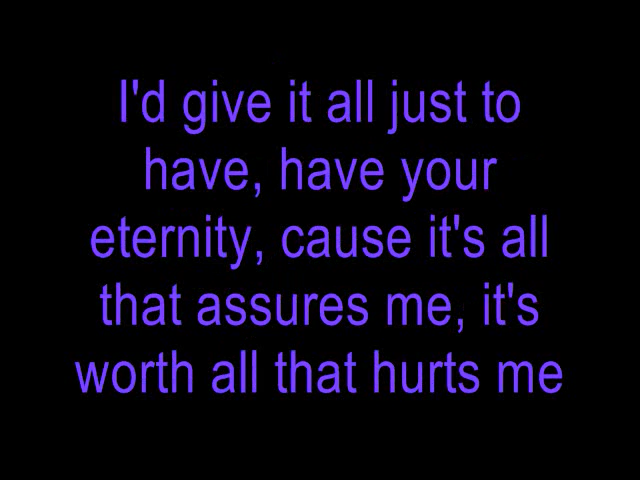 I'd give it all just to
have, have your
eternity, cause it's all
that assures me, it's
worth all that hurts me